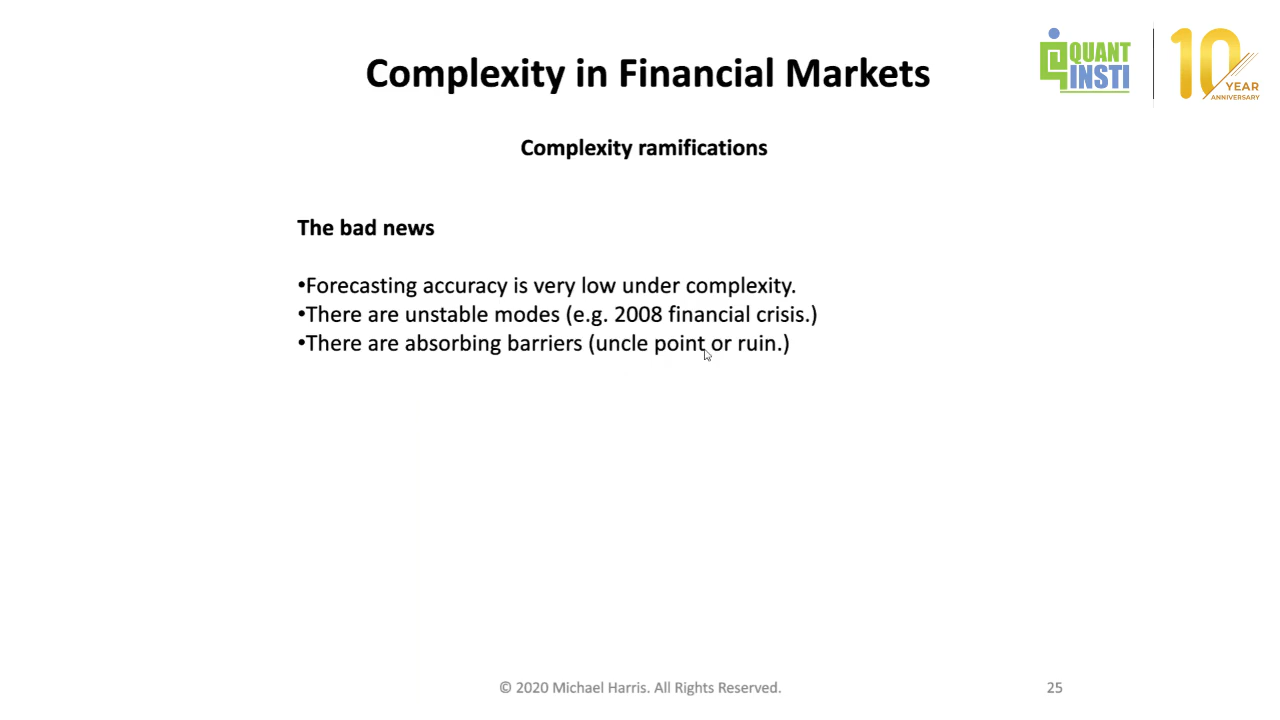 Complexity in Financial Markets
QUANT
INSTI
10
YEAR
ANNIVERSARY
Complexity ramifications
The bad news
•Forecasting accuracy is very low under complexity.
•There are unstable modes (e.g. 2008 financial crisis.)
•There are absorbing barriers (uncle point or ruin.)
© 2020 Michael Harris. All Rights Reserved.
25